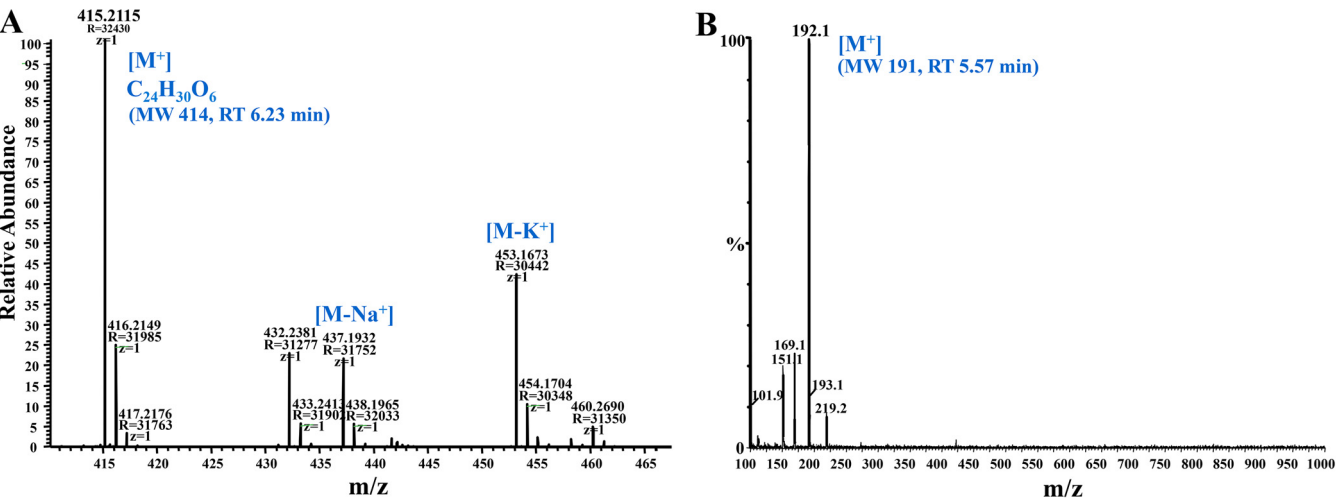 A
415.2115
R=32430
z=1
[M⁺]
C₂₄H₃₀O₆
(MW 414, RT 6.23 min)
[M-K⁺]
453.1673
R=30442
z=1
[M-Na⁺]
416.2149
R=31985
z=1
432.2381
R=31277
z=1
437.1932
R=31752
z=1
454.1704
R=30348
z=1
417.2176
R=31763
z=1
433.2413
R=31902
z=1
438.1965
R=32033
z=1
460.2690
R=31350
z=1
Relative Abundance
100
95
90
85
80
75
70
65
60
55
50
45
40
35
30
25
20
15
10
5
0
415 420 425 430 435 440 445 450 455 460 465
m/z
B
100
192.1
[M⁺]
(MW 191, RT 5.57 min)
%
169.1
151.1
193.1
101.9
219.2
0
100 150 200 250 300 350 400 450 500 550 600 650 700 750 800 850 900 950 1000
m/z